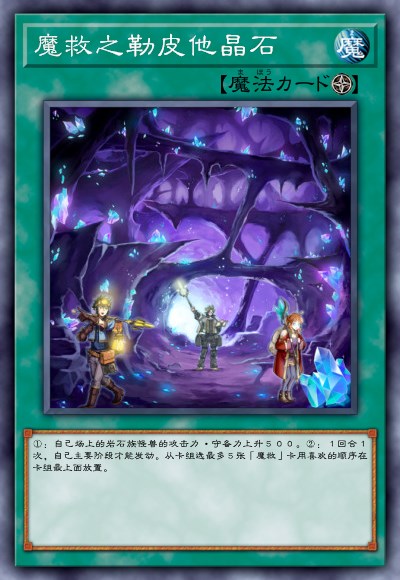 魔救之勒皮他晶石
魔
【魔法カード】
まほう
①：自己场上的岩石族怪兽的攻击力・守备力上升５００。②：１回合１
次，自己主要阶段才能发动。从卡组选最多５张「魔救」卡用喜欢的顺序在
卡组最上面放置。